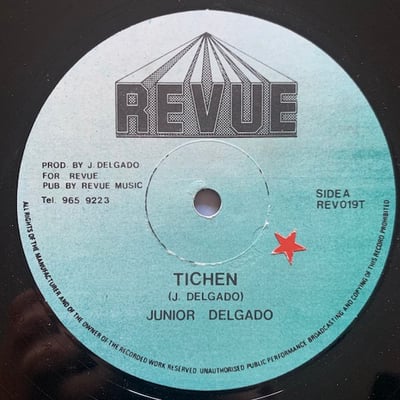 REVUE
PROD. BY J. DELGADO
FOR REVUE
PUB. BY REVUE MUSIC
Tel. 965 9223
SIDE A
REV019T
TICHEN
(J. DELGADO)
JUNIOR DELGADO
ALL RIGHTS OF THE MANUFACTURER AND OF THE OWNER OF THE RECORDED WORK RESERVED. UNAUTHORISED PUBLIC PERFORMANCE BROADCASTING AND COPYING OF THIS RECORD PROHIBITED